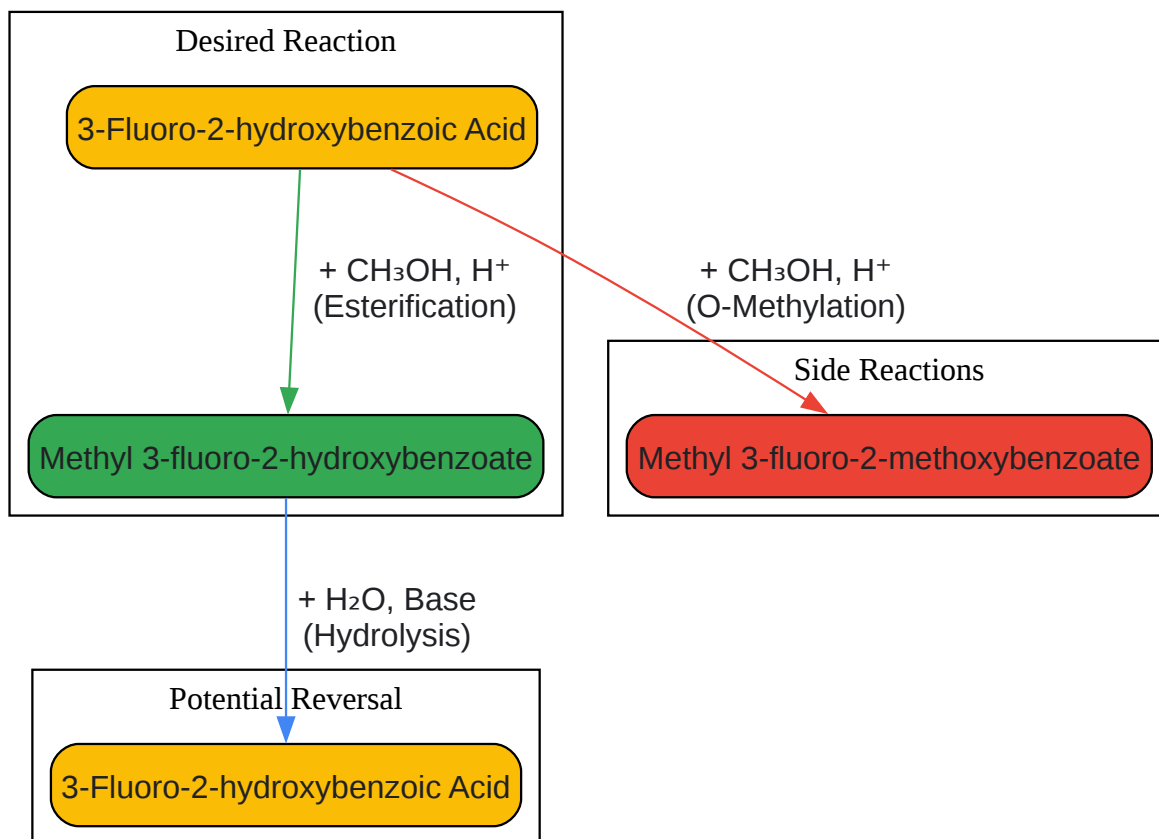 Desired Reaction
3-Fluoro-2-hydroxybenzoic Acid
+ CH₃OH, H⁺
(Esterification)
+ CH₃OH, H⁺
(O-Methylation)
Side Reactions
Methyl 3-fluoro-2-hydroxybenzoate
Methyl 3-fluoro-2-methoxybenzoate
+ H₂O, Base
(Hydrolysis)
Potential Reversal
3-Fluoro-2-hydroxybenzoic Acid